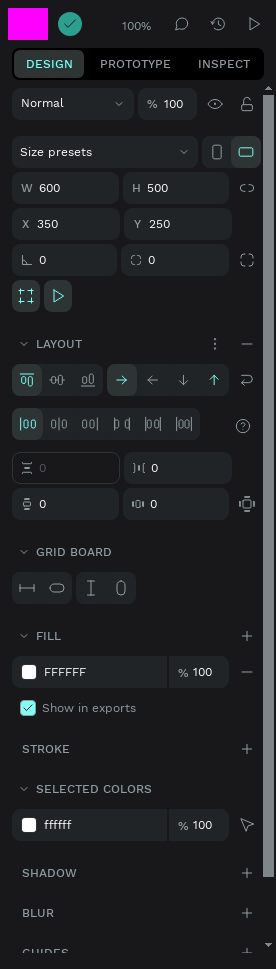 100%
DESIGN PROTOTYPE INSPECT
Normal % 100
Size presets
W 600 H 500
X 350 Y 250
0 0
LAYOUT
0 0
0 0
GRID BOARD
FILL
FFFFFF % 100
Show in exports
STROKE
SELECTED COLORS
ffffff % 100
SHADOW
BLUR
GUIDES